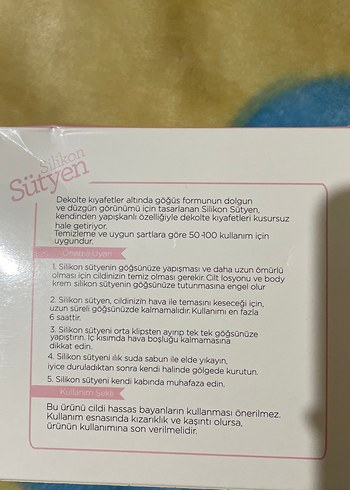 Silikon
Sütyen
Dekolte kıyafetler altında göğüs formunun dolgun
ve düzgün görünümü için tasarlanan Silikon Sütyen,
kendinden yapışkanlı özelliğiyle dekolte kıyafetleri kusursuz
hale getiriyor.
Temizleme ve uygun şartlara göre 50-100 kullanım için
uygundur.
1. Silikon sütyenin göğsünüze yapışması ve daha uzun ömürlü
olması için cildinizin temiz olması gerekir. Cilt losyonu ve body
krem silikon sütyenin göğsünüze tutunmasına engel olur
2. Silikon sütyen, cildinizin hava ile temasını keseceği için,
uzun süreli göğsünüzde kalmamalıdır. Kullanımı en fazla
6 saattir.
3. Silikon sütyeni orta klipsten ayırıp tek tek göğsünüze
yapıştırın. İç kısımda hava boşluğu kalmamasına
dikkat edin.
4. Silikon sütyeni ılık suda sabun ile elde yıkayın,
iyice duruladıktan sonra kendi halinde gölgede kurutun.
5. Silikon sütyeni kendi kabında muhafaza edin.
Kullanım Şekli
Bu ürünü cildi hassas bayanların kullanması önerilmez.
Kullanım esnasında kızarıklık ve kaşıntı olursa,
ürünün kullanımına son verilmelidir.